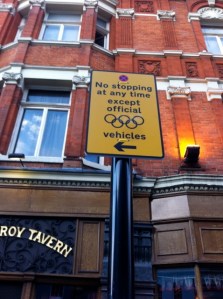 No stopping
at any time
except
official
vehicles
ROY TAVERN